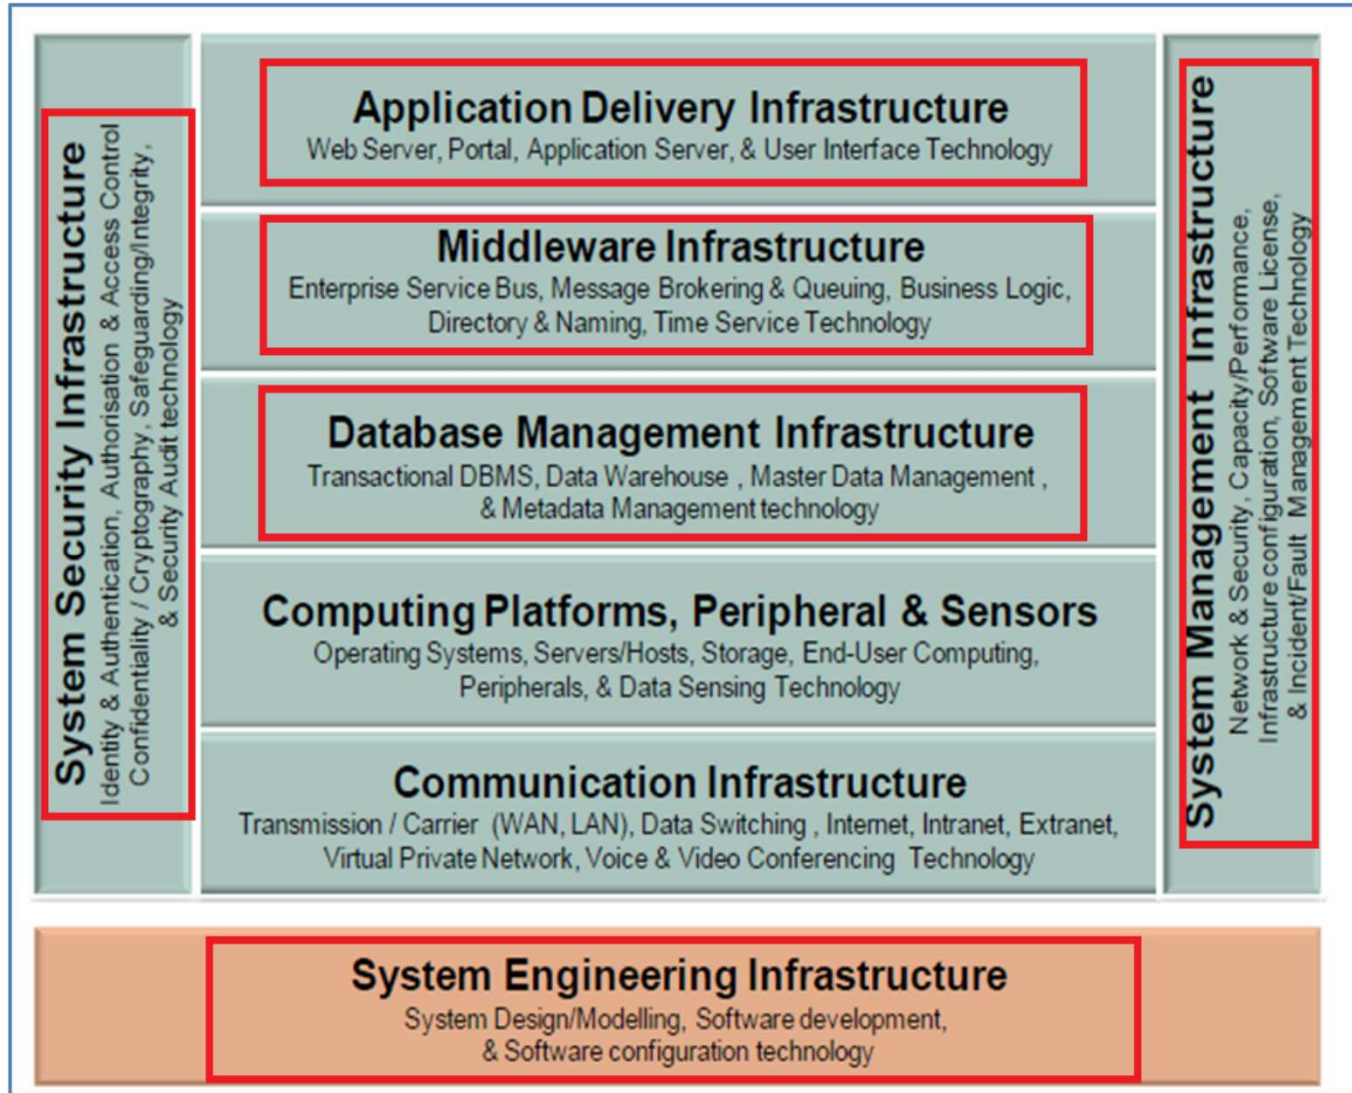 System Security Infrastructure
Identity & Authentication, Authorisation & Access Control
Confidentiality / Cryptography, Safeguarding/Integrity,
& Security Audit technology
Application Delivery Infrastructure
Web Server, Portal, Application Server, & User Interface Technology
Middleware Infrastructure
Enterprise Service Bus, Message Brokering & Queuing, Business Logic,
Directory & Naming, Time Service Technology
Database Management Infrastructure
Transactional DBMS, Data Warehouse , Master Data Management ,
& Metadata Management technology
Computing Platforms, Peripheral & Sensors
Operating Systems, Servers/Hosts, Storage, End-User Computing,
Peripherals, & Data Sensing Technology
Communication Infrastructure
Transmission / Carrier (WAN, LAN), Data Switching , Internet, Intranet, Extranet,
Virtual Private Network, Voice & Video Conferencing Technology
System Management Infrastructure
Network & Security, Capacity/Performance,
Infrastructure configuration, Software License,
& Incident/Fault Management Technology
System Engineering Infrastructure
System Design/Modelling, Software development,
& Software configuration technology